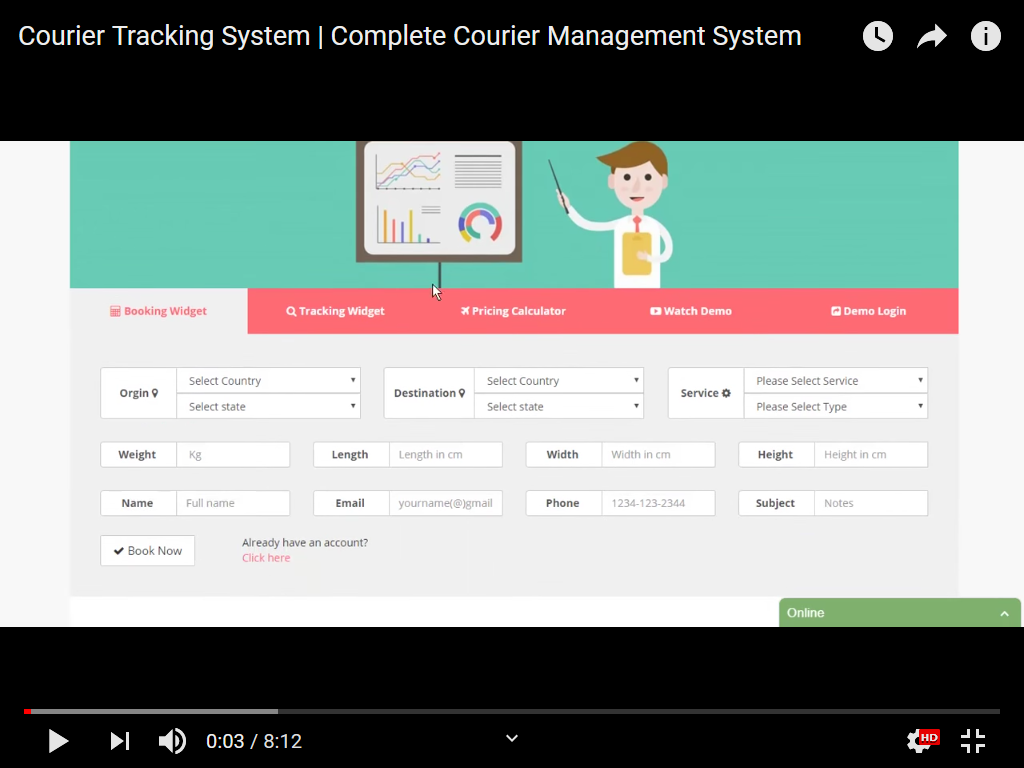 Courier Tracking System | Complete Courier Management System
Booking Widget
Tracking Widget
Pricing Calculator
Watch Demo
Demo Login
Orgin
Select Country
Select state
Destination
Select Country
Select state
Service
Please Select Service
Please Select Type
Weight
Kg
Length
Length in cm
Width
Width in cm
Height
Height in cm
Name
Full name
Email
yourname(@)gmail
Phone
1234-123-2344
Subject
Notes
Book Now
Already have an account?
Click here
Online
0:03 / 8:12
HD